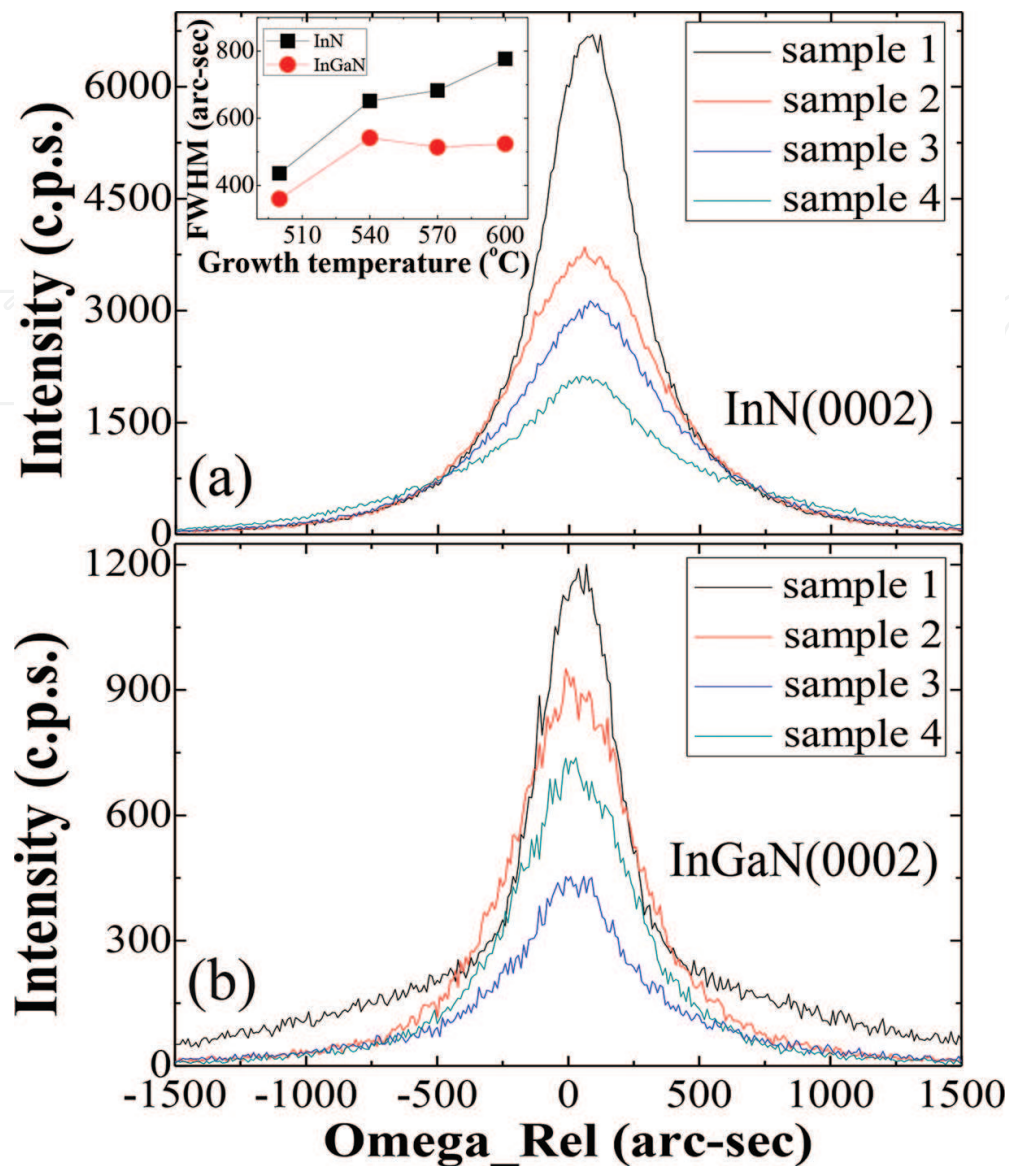 6000
4500
3000
1500
0
Intensity (c.p.s.)
(a)
InN
InGaN
800
600
400
FWHM (arc-sec)
510 540 570 600
Growth temperature (°C)
sample 1
sample 2
sample 3
sample 4
InN(0002)
1200
900
600
300
0
Intensity (c.p.s.)
(b)
sample 1
sample 2
sample 3
sample 4
InGaN(0002)
-1500 -1000 -500 0 500 1000 1500
Omega_Rel (arc-sec)